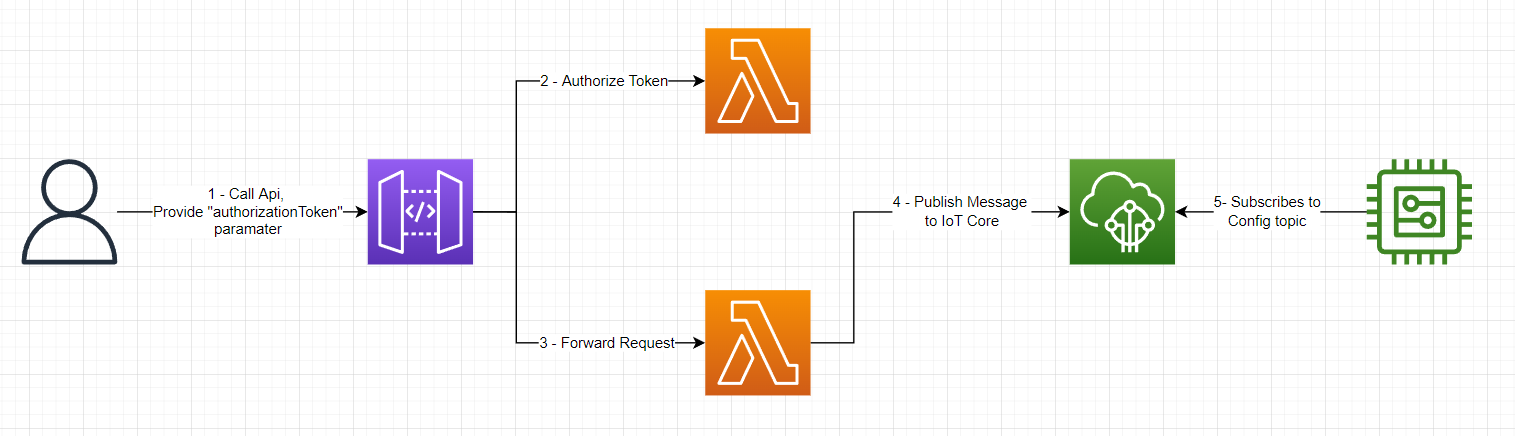 1 - Call Api,
Provide "authorizationToken"
paramater
2 - Authorize Token
</>
3 - Forward Request
4 - Publish Message
to IoT Core
5- Subscribes to
Config topic